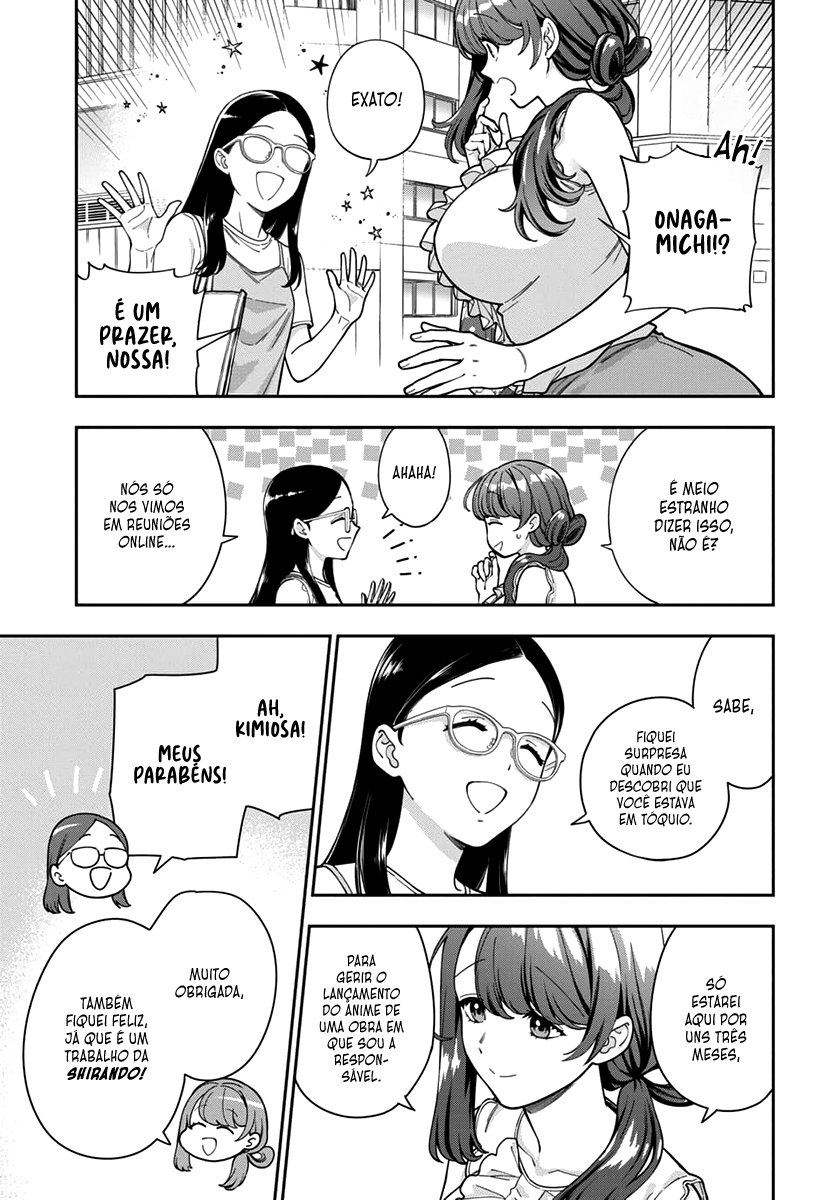 Ah!
ONAGA-
MICHI!?
EXATO!
É UM
PRAZER,
NOSSA!
É MEIO
ESTRANHO
DIZER ISSO,
NÃO É?
AHAHA!
NÓS SÓ
NOS VIMOS
EM REUNIÕES
ONLINE...
SABE,
FIQUEI
SURPRESA
QUANDO EU
DESCOBRI QUE
VOCÊ ESTAVA
EM TÓQUIO.
SÓ
ESTAREI
AQUI POR
UNS TRÊS
MESES,
PARA
GERIR O
LANÇAMENTO
DO ÂNIME DE
UMA OBRA EM
QUE SOU A
RESPON-
SÁVEL.
AH,
KIMIOSA!
MEUS
PARABÉNS!
MUITO
OBRIGADA,
TAMBÉM
FIQUEI FELIZ,
JÁ QUE É UM
TRABALHO DA
SHIRANDO!